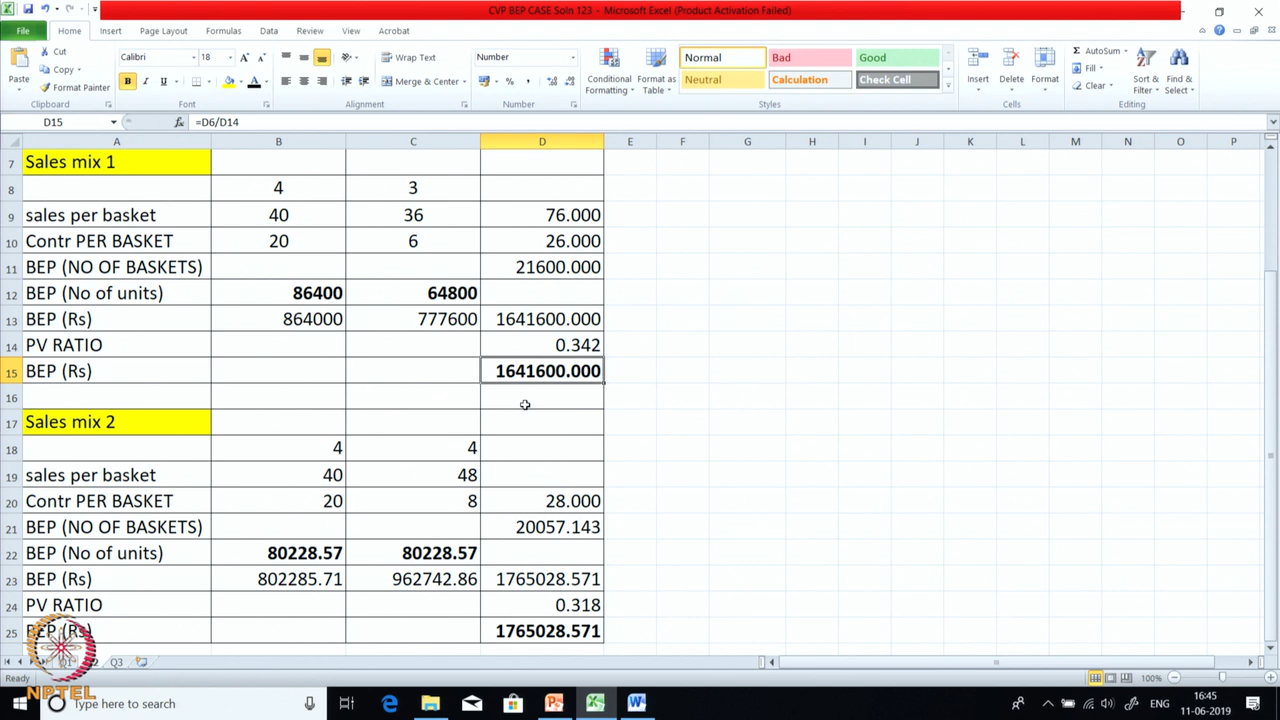 CVP BEP CASE Soln 123 – Microsoft Excel (Product Activation Failed)
File Home Insert Page Layout Formulas Data Review View Acrobat
Paste Cut Copy Format Painter Clipboard
Calibri 18 Font
Wrap Text Merge & Center Alignment
Number Number
Conditional Formatting Format as Table Normal Bad Good Neutral Calculation Check Cell Styles
Insert Delete Format Cells
AutoSum Fill Clear Sort & Filter Find & Select Editing
D15 fx =D6/D14
A B C D E F G H I J K L M N O P
7 Sales mix 1
8 4 3
9 sales per basket 40 36 76.000
10 Contr PER BASKET 20 6 26.000
11 BEP (NO OF BASKETS) 21600.000
12 BEP (No of units) 86400 64800
13 BEP (Rs) 864000 777600 1641600.000
14 PV RATIO 0.342
15 BEP (Rs) 1641600.000
16
17 Sales mix 2
18 4 4
19 sales per basket 40 48
20 Contr PER BASKET 20 8 28.000
21 BEP (NO OF BASKETS) 20057.143
22 BEP (No of units) 80228.57 80228.57
23 BEP (Rs) 802285.71 962742.86 1765028.571
24 PV RATIO 0.318
25 BEP (Rs) 1765028.571
Q3
Ready 100%
NPTEL
Type here to search
ENG
16:45
11-06-2019